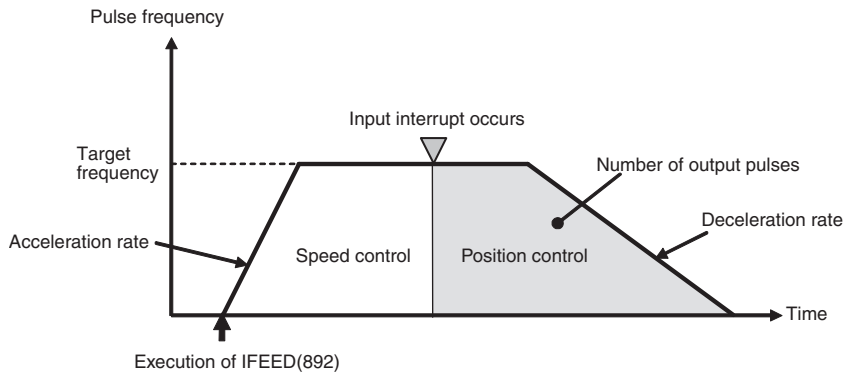 Pulse frequency
Input interrupt occurs
Target
frequency
Number of output pulses
Acceleration rate
Deceleration rate
Speed control
Position control
Time
Execution of IFEED(892)